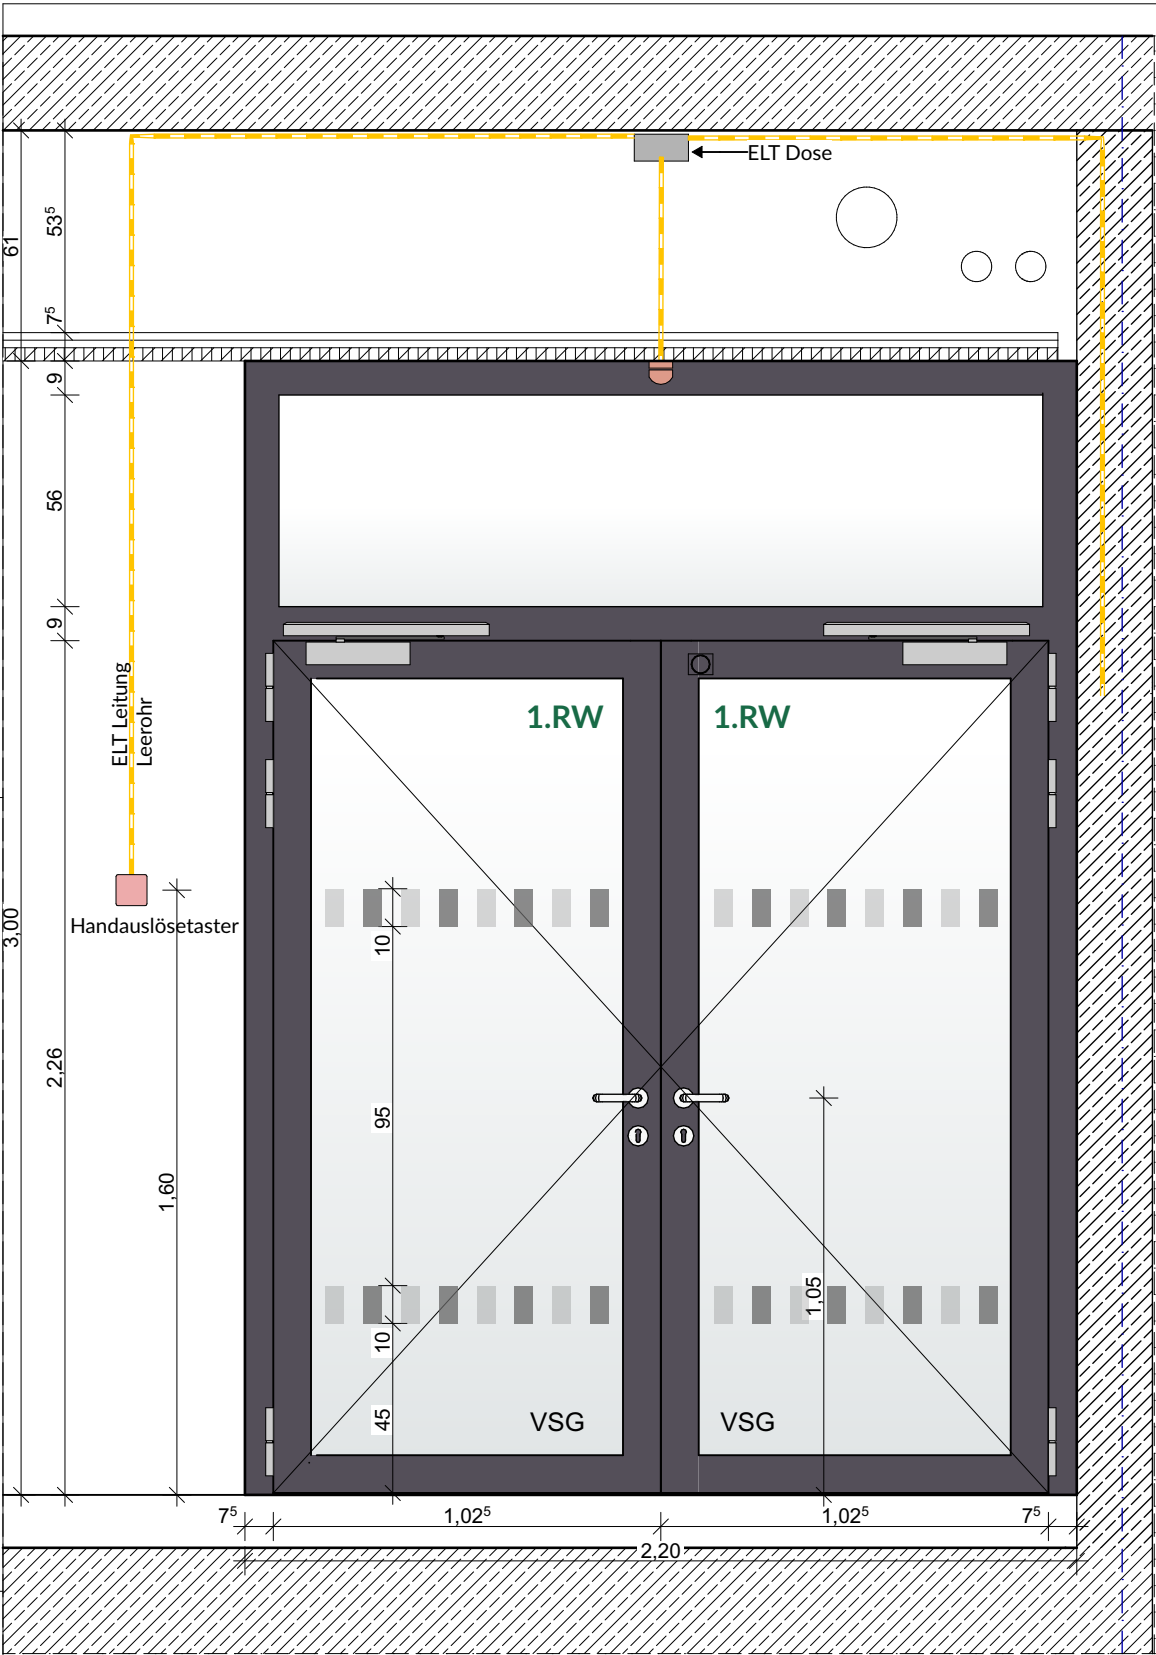 ELT Dose
61
53⁵
7⁵
9
56
9
ELT Leitung
Leerohr
1.RW
1.RW
Handauslösetaster
3,00
2,26
1,60
10
95
10
45
1,05
VSG
VSG
7⁵
1,02⁵
1,02⁵
7⁵
2,20